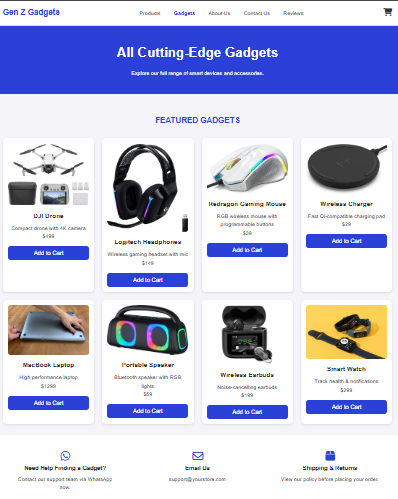 Gen Z Gadgets
Products Gadgets About Us Contact Us Reviews
All Cutting-Edge Gadgets
Explore our full range of smart devices and accessories.
FEATURED GADGETS
DJI Drone
Compact drone with 4K camera
$499
Add to Cart
Logitech Headphones
Wireless gaming headset with mic
$149
Add to Cart
Redragon Gaming Mouse
RGB wireless mouse with
programmable buttons
$39
Add to Cart
Wireless Charger
Fast Qi-compatible charging pad
$29
Add to Cart
MacBook Laptop
High performance laptop
$1299
Add to Cart
Portable Speaker
Bluetooth speaker with RGB
lights
$59
Add to Cart
Wireless Earbuds
Noise-cancelling earbuds
$199
Add to Cart
Smart Watch
Track health & notifications
$299
Add to Cart
Need Help Finding a Gadget?
Contact our support team via WhatsApp
now.
Email Us
support@yourstore.com
Shipping & Returns
View our policy before placing your order.